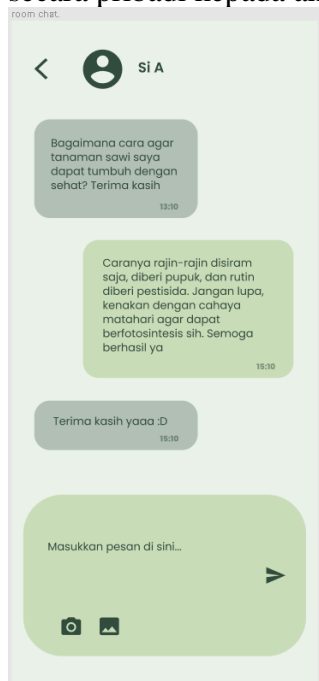 room chat.
Si A
Bagaimana cara agar
tanaman sawi saya
dapat tumbuh dengan
sehat? Terima kasih
13:10
Caranya rajin-rajin disiram
saja, diberi pupuk, dan rutin
diberi pestisida. Jangan lupa,
kenakan dengan cahaya
matahari agar dapat
berfotosintesis sih. Semoga
berhasil ya
15:10
Terima kasih yaaa :D
15:10
Masukkan pesan di sini...